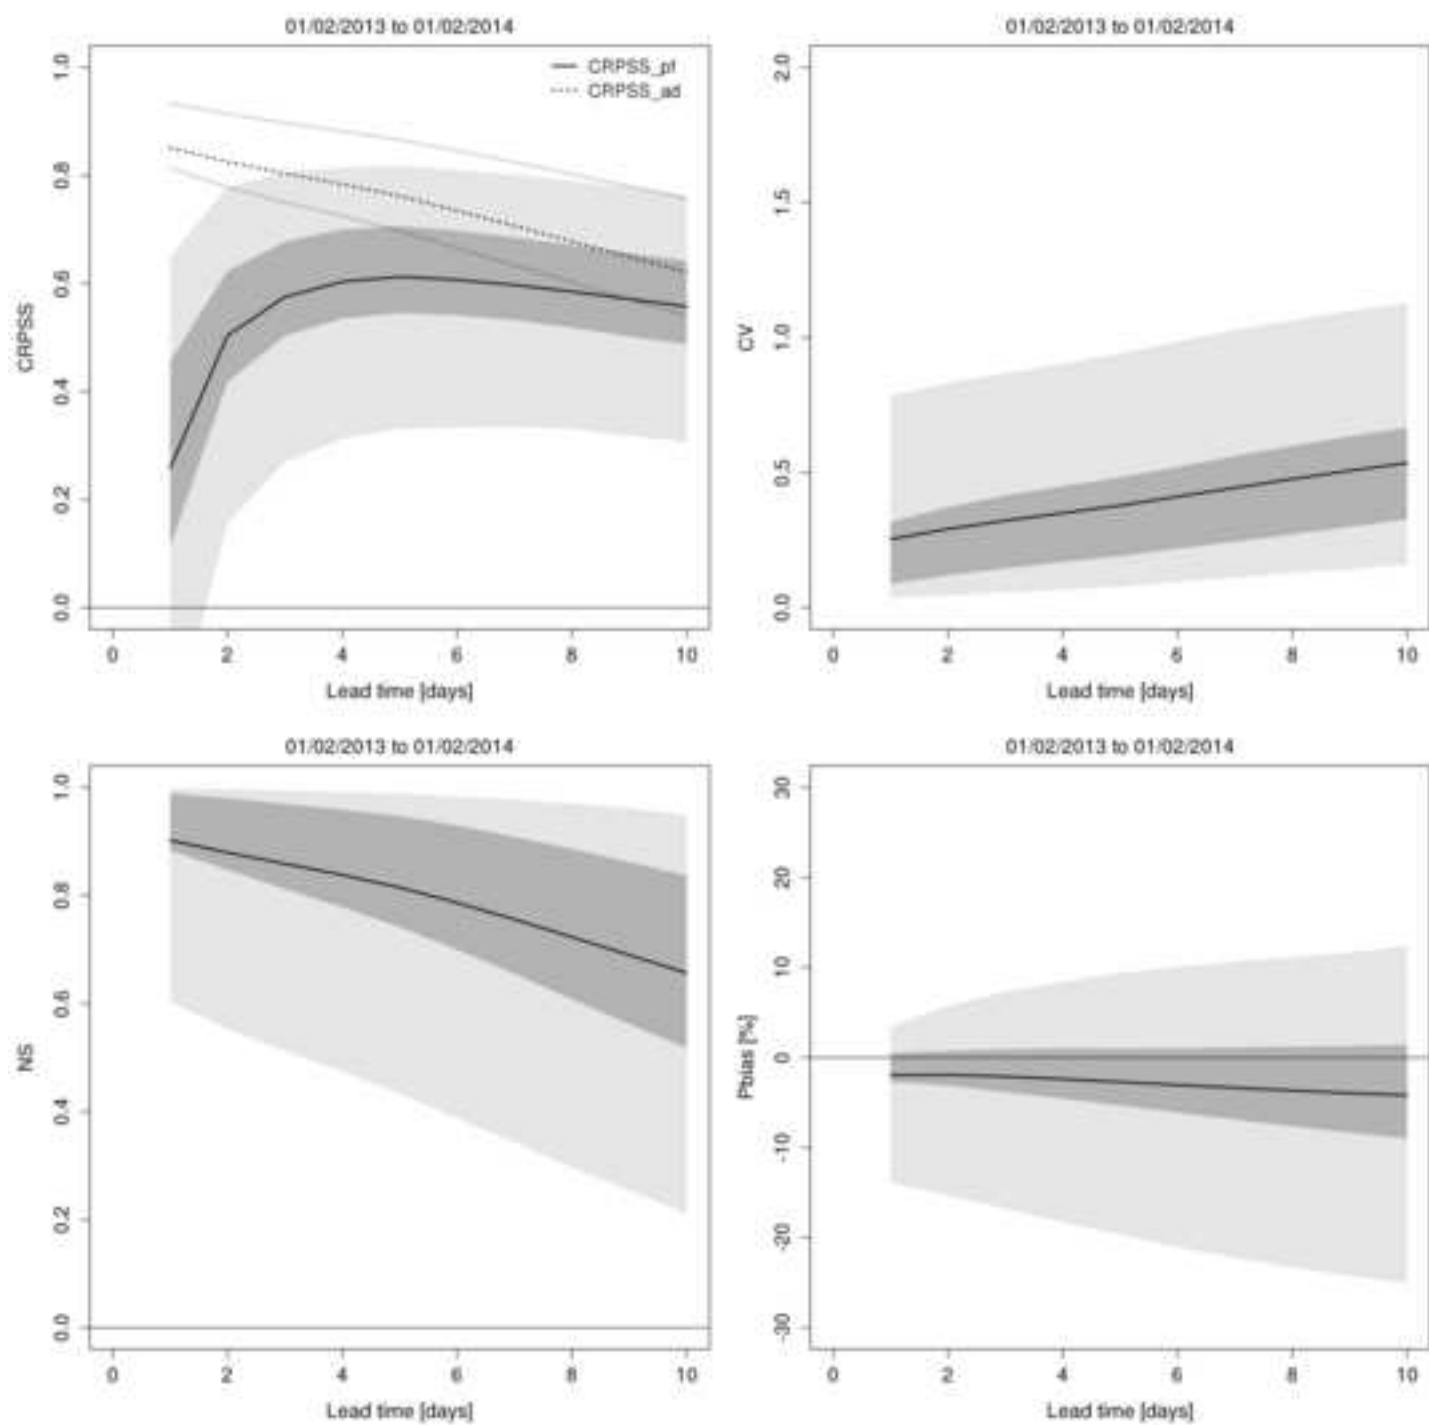 01/02/2013 to 01/02/2014
CRPSS_pf
CRPSS_ad
CRPSS
1.0
0.8
0.6
0.4
0.2
0.0
0 2 4 6 8 10
Lead time [days]
01/02/2013 to 01/02/2014
CV
2.0
1.5
1.0
0.5
0.0
0 2 4 6 8 10
Lead time [days]
01/02/2013 to 01/02/2014
NS
1.0
0.8
0.6
0.4
0.2
0.0
0 2 4 6 8 10
Lead time [days]
01/02/2013 to 01/02/2014
Pbias [%]
30
20
10
0
-10
-20
-30
0 2 4 6 8 10
Lead time [days]